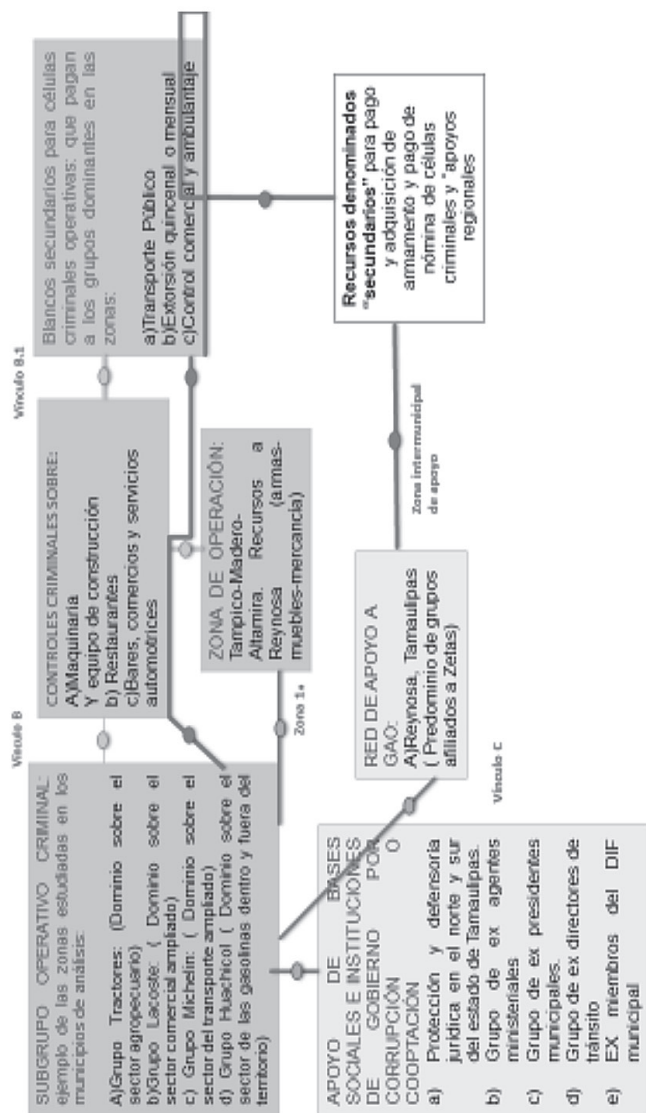 SUBGRUPO OPERATIVO CRIMINAL:
ejemplo de las zonas estudiadas en los
municipios de análisis:
A)Grupo Tractores: (Dominio sobre el
sector agropecuario)
b)Grupo Lacoste: ( Dominio sobre el
sector comercial ampliado)
c) Grupo Michelin: ( Dominio sobre el
sector del transporte ampliado)
d) Grupo Huachicol ( Dominio sobre el
sector de las gasolinas dentro y fuera del
territorio)
Vínculo B
CONTROLES CRIMINALES SOBRE:
A)Maquinaria
Y equipo de construcción
b) Restaurantes
c)Bares, comercios y servicios
automotrices
Vínculo B.1
Blancos secundarios para células
criminales operativas: que pagan
a los grupos dominantes en las
zonas:
a)Transporte Público
b)Extorsión quincenal o mensual
c)Control comercial y ambulantaje
Zona 1.
ZONA DE OPERACIÓN:
Tampico-Madero-
Altamira. Recursos a
Reynosa (armas-
muebles-mercancía)
APOYO DE BASES
SOCIALES E INSTITUCIONES
DE GOBIERNO POR
CORRUPCIÓN O
COOPTACIÓN
a) Protección y defensoría
jurídica en el norte y sur
del estado de Tamaulipas.
b) Grupo de ex agentes
ministeriales
c) Grupo de ex presidentes
municipales.
d) Grupo de ex directores de
tránsito
e) EX miembros del DIF
municipal
Vínculo C
RED DE APOYO A
GAO:
A)Reynosa, Tamaulipas
( Predominio de grupos
afiliados a Zetas)
Zona intermunicipal
de apoyo
Recursos denominados
"secundarios" para pago
y adquisición de
armamento y pago de
nómina de células
criminales y "apoyos
regionales